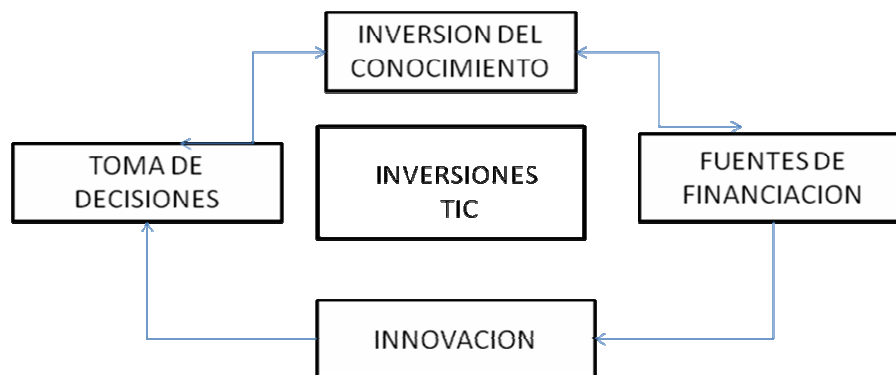 INVERSION DEL
CONOCIMIENTO
TOMA DE
DECISIONES
INVERSIONES
TIC
FUENTES DE
FINANCIACION
INNOVACION